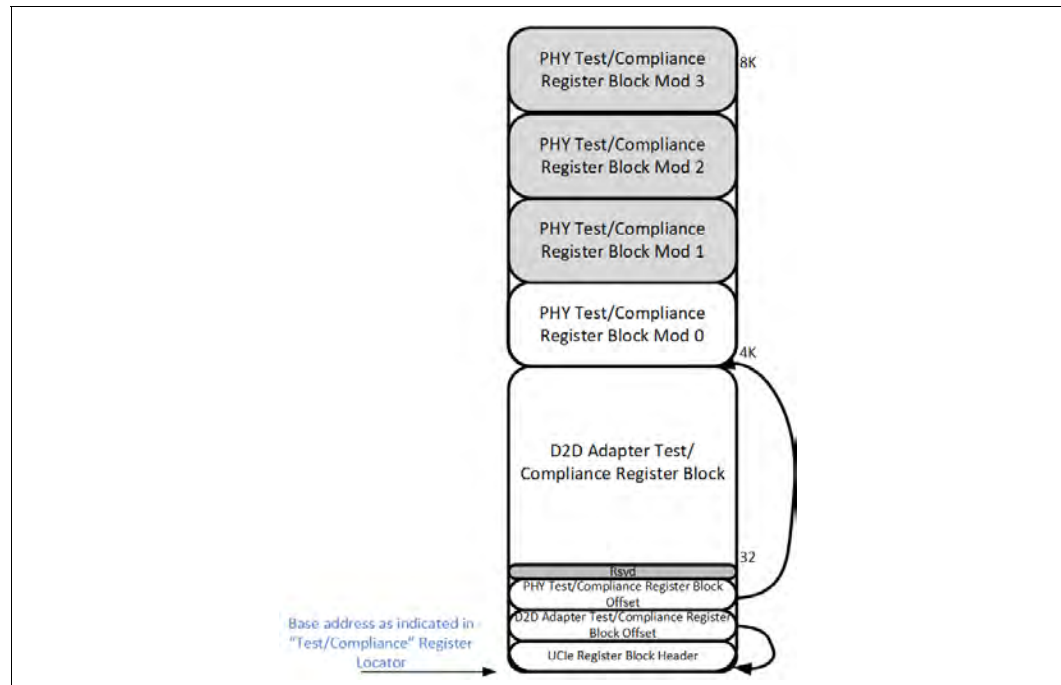 PHY Test/Compliance
Register Block Mod 3
8K
PHY Test/Compliance
Register Block Mod 2
PHY Test/Compliance
Register Block Mod 1
PHY Test/Compliance
Register Block Mod 0
4K
D2D Adapter Test/
Compliance Register Block
32
Rsvd
PHY Test/Compliance Register Block
Offset
D2D Adapter Test/Compliance Register
Block Offset
UCIe Register Block Header
Base address as indicated in
"Test/Compliance" Register
Locator